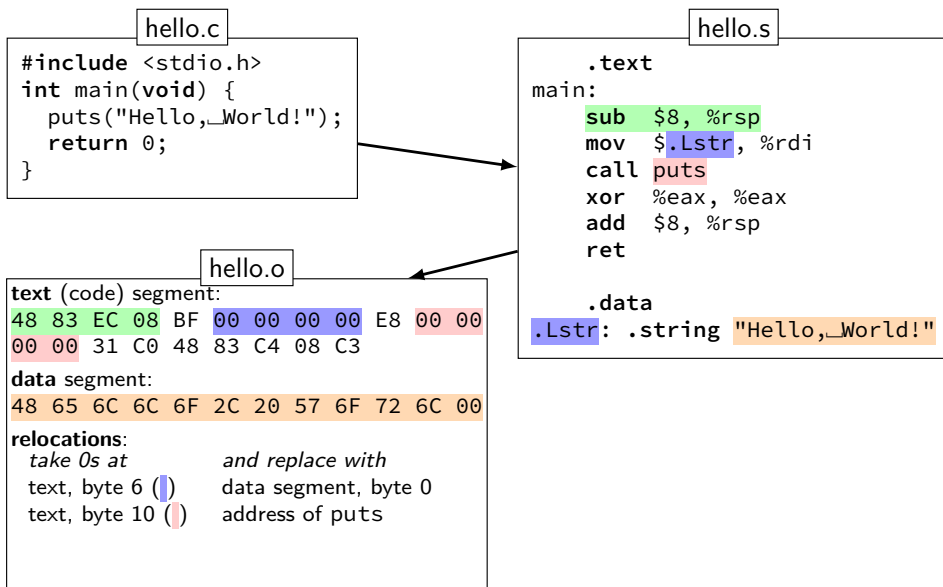 hello.c
#include <stdio.h>
int main(void) {
  puts("Hello,␣World!");
  return 0;
}
hello.s
    .text
main:
    sub  $8, %rsp
    mov  $.Lstr, %rdi
    call puts
    xor  %eax, %eax
    add  $8, %rsp
    ret
    .data
.Lstr: .string "Hello,␣World!"
hello.o
text (code) segment:
48 83 EC 08 BF 00 00 00 00 E8 00 00
00 00 31 C0 48 83 C4 08 C3
data segment:
48 65 6C 6C 6F 2C 20 57 6F 72 6C 00
relocations:
take 0s at and replace with
text, byte 6 ( ) data segment, byte 0
text, byte 10 ( ) address of puts